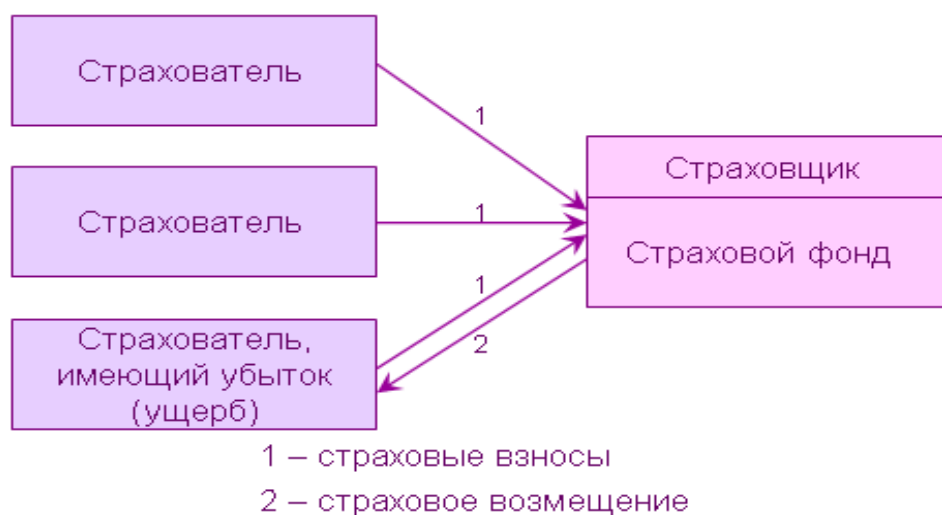 Страхователь
1
Страховщик
Страхователь
1
Страховой фонд
1
Страхователь,
имеющий убыток
(ущерб)
2
1 – страховые взносы
2 – страховое возмещение